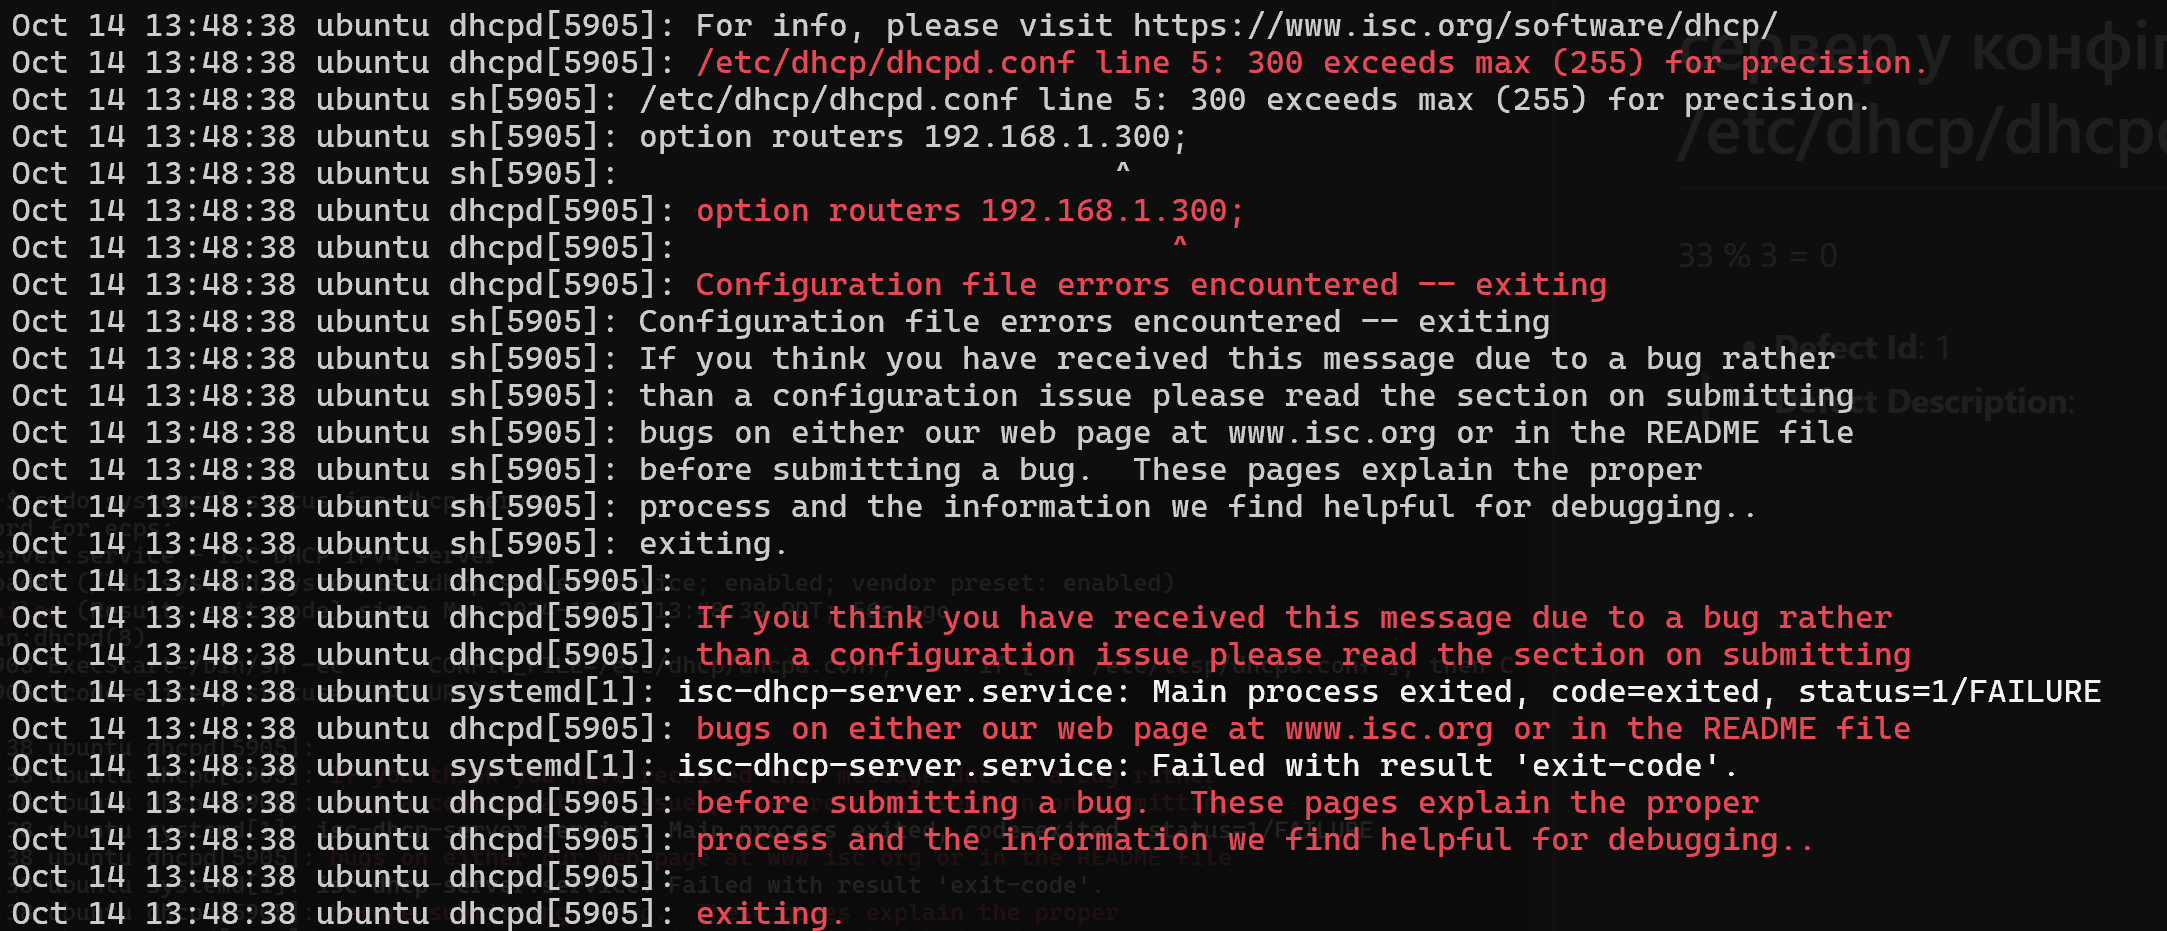 Oct 14 13:48:38 ubuntu dhcpd[5905]: For info, please visit https://www.isc.org/software/dhcp/
Oct 14 13:48:38 ubuntu dhcpd[5905]: /etc/dhcp/dhcpd.conf line 5: 300 exceeds max (255) for precision.
Oct 14 13:48:38 ubuntu sh[5905]: /etc/dhcp/dhcpd.conf line 5: 300 exceeds max (255) for precision.
Oct 14 13:48:38 ubuntu sh[5905]: option routers 192.168.1.300;
Oct 14 13:48:38 ubuntu sh[5905]:                           ^
Oct 14 13:48:38 ubuntu dhcpd[5905]: option routers 192.168.1.300;
Oct 14 13:48:38 ubuntu dhcpd[5905]:                           ^
Oct 14 13:48:38 ubuntu dhcpd[5905]: Configuration file errors encountered -- exiting
Oct 14 13:48:38 ubuntu sh[5905]: Configuration file errors encountered -- exiting
Oct 14 13:48:38 ubuntu sh[5905]: If you think you have received this message due to a bug rather
Oct 14 13:48:38 ubuntu sh[5905]: than a configuration issue please read the section on submitting
Oct 14 13:48:38 ubuntu sh[5905]: bugs on either our web page at www.isc.org or in the README file
Oct 14 13:48:38 ubuntu sh[5905]: before submitting a bug.  These pages explain the proper
Oct 14 13:48:38 ubuntu sh[5905]: process and the information we find helpful for debugging..
Oct 14 13:48:38 ubuntu sh[5905]: exiting.
Oct 14 13:48:38 ubuntu dhcpd[5905]:
Oct 14 13:48:38 ubuntu dhcpd[5905]: If you think you have received this message due to a bug rather
Oct 14 13:48:38 ubuntu dhcpd[5905]: than a configuration issue please read the section on submitting
Oct 14 13:48:38 ubuntu systemd[1]: isc-dhcp-server.service: Main process exited, code=exited, status=1/FAILURE
Oct 14 13:48:38 ubuntu dhcpd[5905]: bugs on either our web page at www.isc.org or in the README file
Oct 14 13:48:38 ubuntu systemd[1]: isc-dhcp-server.service: Failed with result 'exit-code'.
Oct 14 13:48:38 ubuntu dhcpd[5905]: before submitting a bug.  These pages explain the proper
Oct 14 13:48:38 ubuntu dhcpd[5905]: process and the information we find helpful for debugging..
Oct 14 13:48:38 ubuntu dhcpd[5905]:
Oct 14 13:48:38 ubuntu dhcpd[5905]: exiting.
сервер у
/etc/dhcp/
33 % 3 = 0
Defect Id: 1
Defect Description: